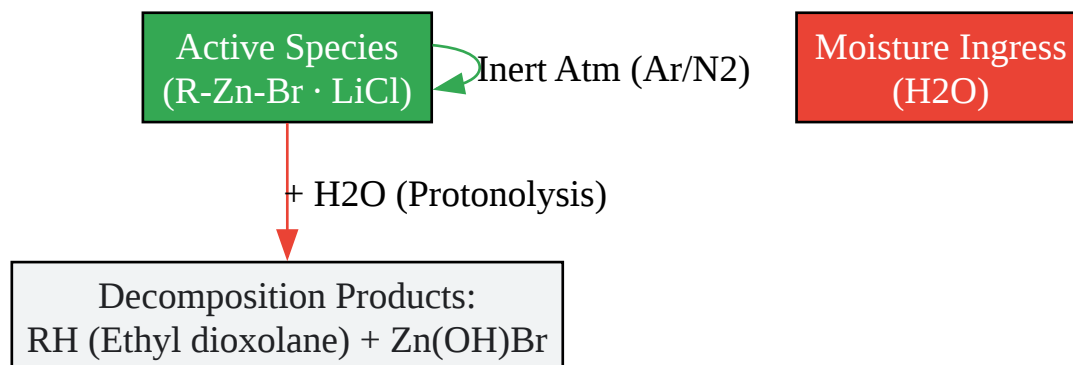 Active Species
(R-Zn-Br · LiCl)
Inert Atm (Ar/N2)
Moisture Ingress
(H2O)
+ H2O (Protonolysis)
Decomposition Products:
RH (Ethyl dioxolane) + Zn(OH)Br